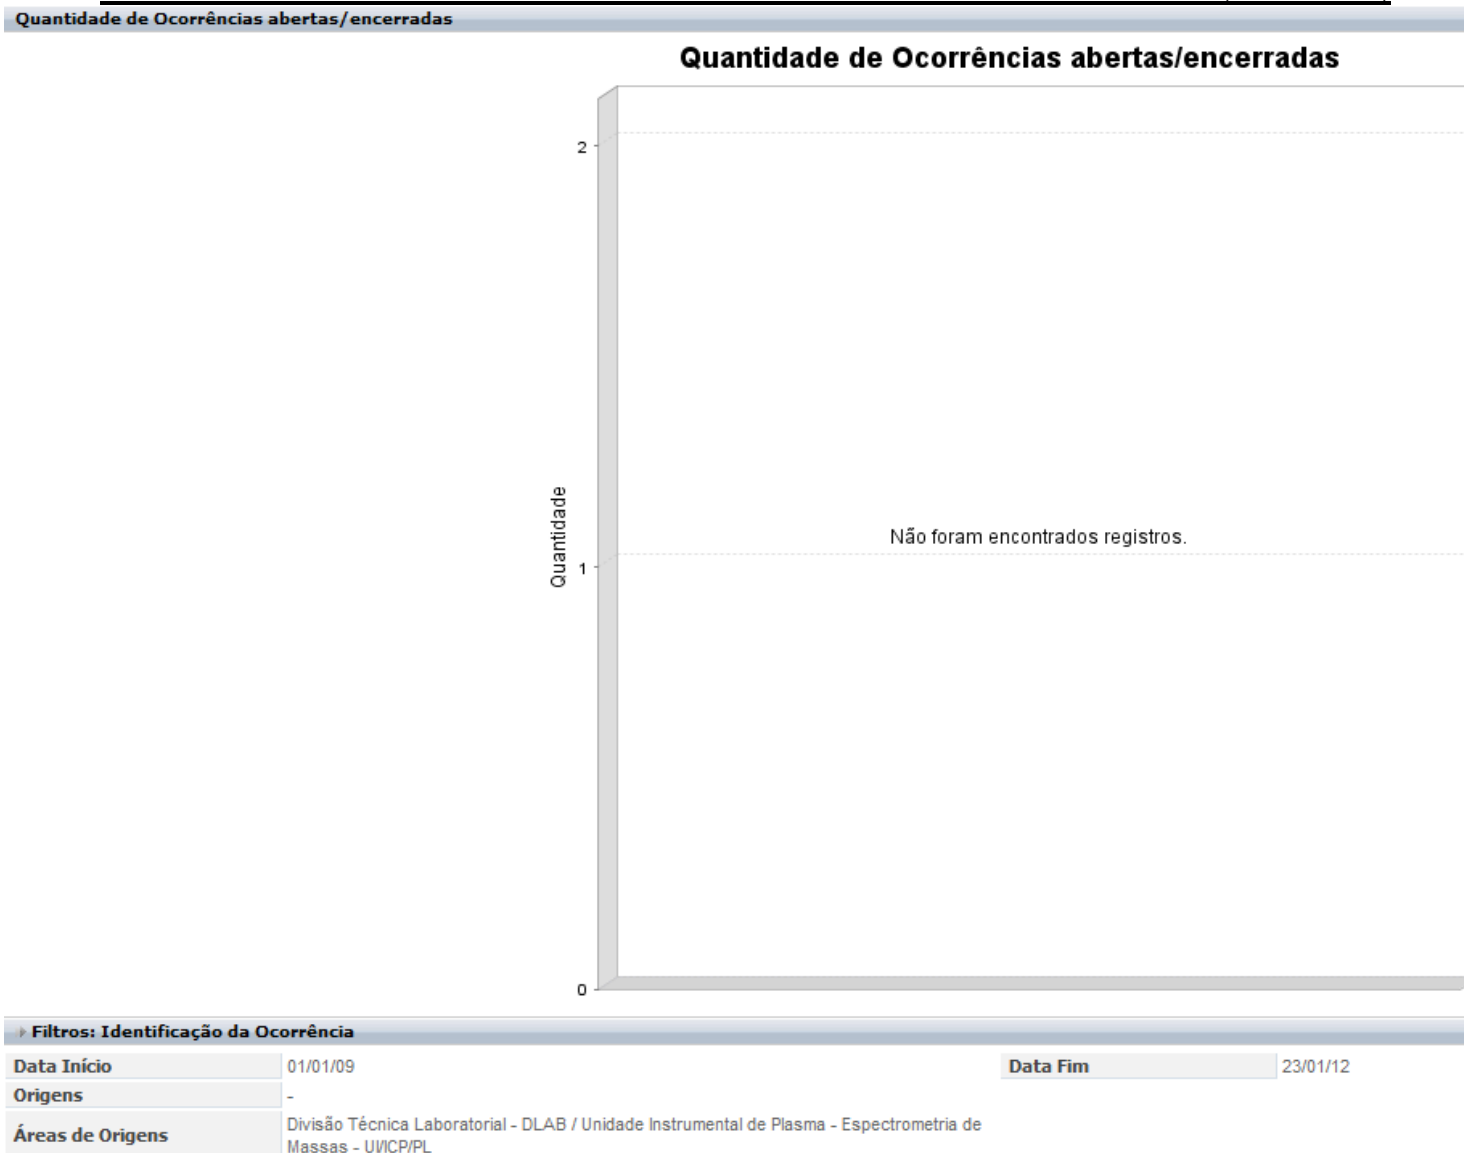 Quantidade de Ocorrências abertas/encerradas
Quantidade de Ocorrências abertas/encerradas
2
Quantidade
Não foram encontrados registros.
1
0
Filtros: Identificação da Ocorrência
Data Início 01/01/09 Data Fim 23/01/12
Origens -
Áreas de Origens Divisão Técnica Laboratorial - DLAB / Unidade Instrumental de Plasma - Espectrometria de
Massas - UI/ICP/PL